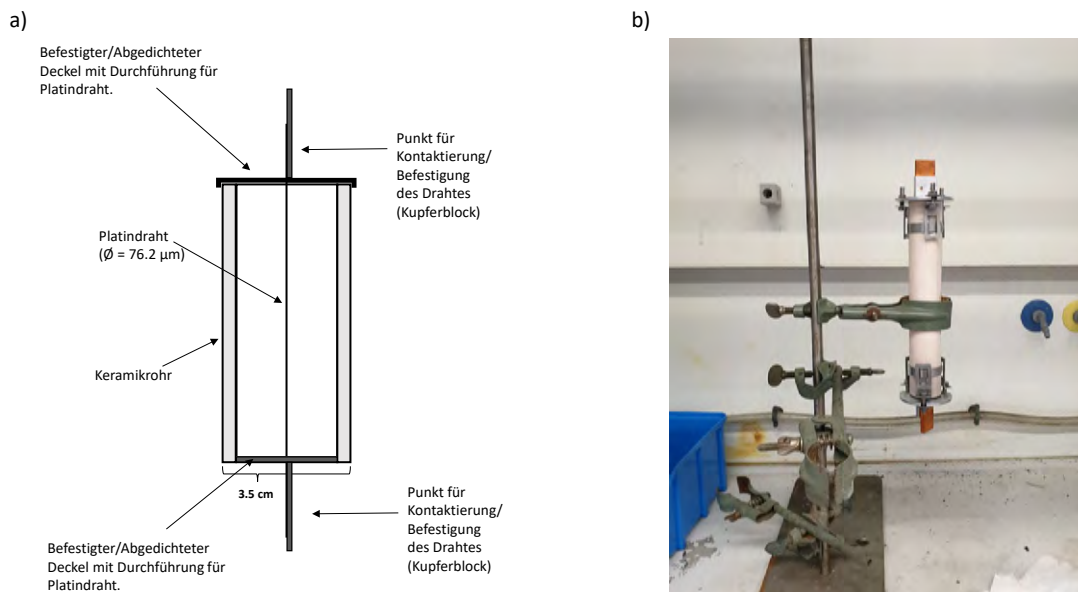 a)
Befestigter/Abgedichteter
Deckel mit Durchführung für
Platindraht.
Punkt für
Kontaktierung/
Befestigung
des Drahtes
(Kupferblock)
Platindraht
(Ø = 76.2 µm)
Keramikrohr
3.5 cm
Punkt für
Kontaktierung/
Befestigung
des Drahtes
(Kupferblock)
Befestigter/Abgedichteter
Deckel mit Durchführung für
Platindraht.
b)